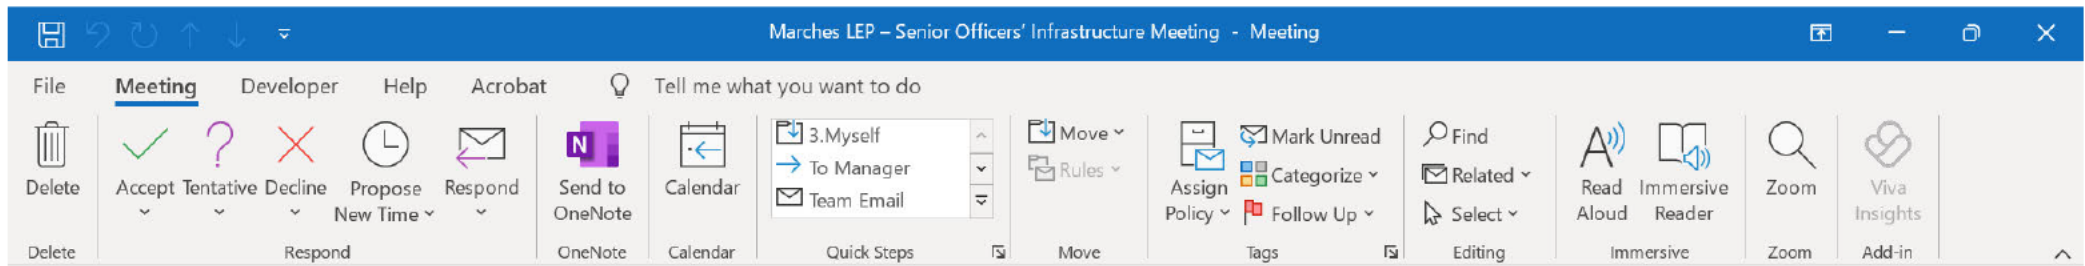 Marches LEP – Senior Officers' Infrastructure Meeting - Meeting
File Meeting Developer Help Acrobat Tell me what you want to do
Delete
Accept Tentative Decline Propose New Time Respond
N
Send to OneNote
Calendar
3.Myself
To Manager
Team Email
Move
Rules
Assign Policy
Mark Unread
Categorize
Follow Up
Find
Related
Select
A
Read Aloud
Immersive Reader
Zoom
Viva Insights
Delete Respond OneNote Calendar Quick Steps Move Tags Editing Immersive Zoom Add-in